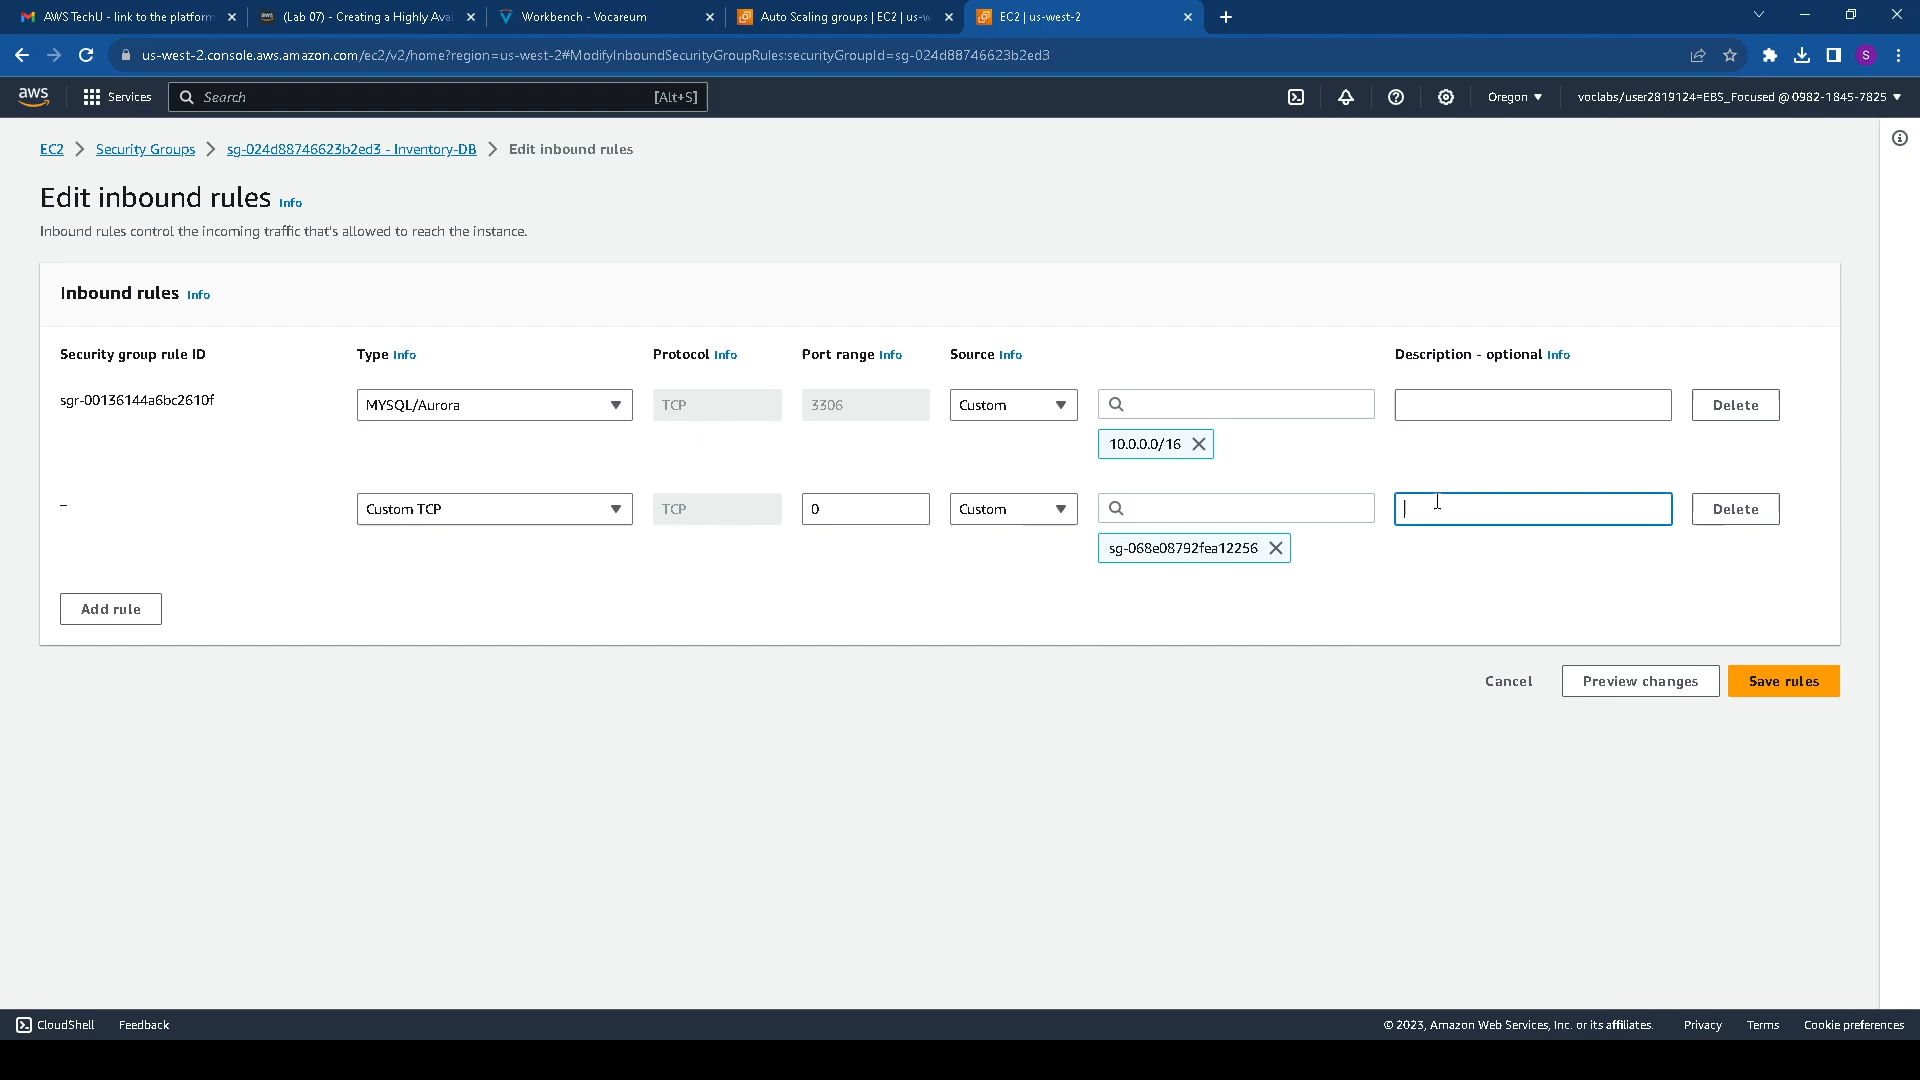 AWS TechU - link to the platform
(Lab 07) - Creating a Highly Avai
Workbench - Vocareum
Auto Scaling groups | EC2 | us-w
EC2 | us-west-2
us-west-2.console.aws.amazon.com/ec2/v2/home?region=us-west-2#ModifyInboundSecurityGroupRules:securityGroupId=sg-024d88746623b2ed3
S
aws
Services
Search
[Alt+S]
Oregon
voclabs/user2819124=EBS_Focused @ 0982-1845-7825
EC2
Security Groups
sg-024d88746623b2ed3 - Inventory-DB
Edit inbound rules
Edit inbound rules Info
Inbound rules control the incoming traffic that's allowed to reach the instance.
Inbound rules Info
Security group rule ID
Type Info
Protocol Info
Port range Info
Source Info
Description - optional Info
sgr-00136144a6bc2610f
MYSQL/Aurora
TCP
3306
Custom
Delete
10.0.0.0/16
–
Custom TCP
TCP
0
Custom
Delete
sg-068e08792fea12256
Add rule
Cancel
Preview changes
Save rules
CloudShell
Feedback
© 2023, Amazon Web Services, Inc. or its affiliates.
Privacy
Terms
Cookie preferences